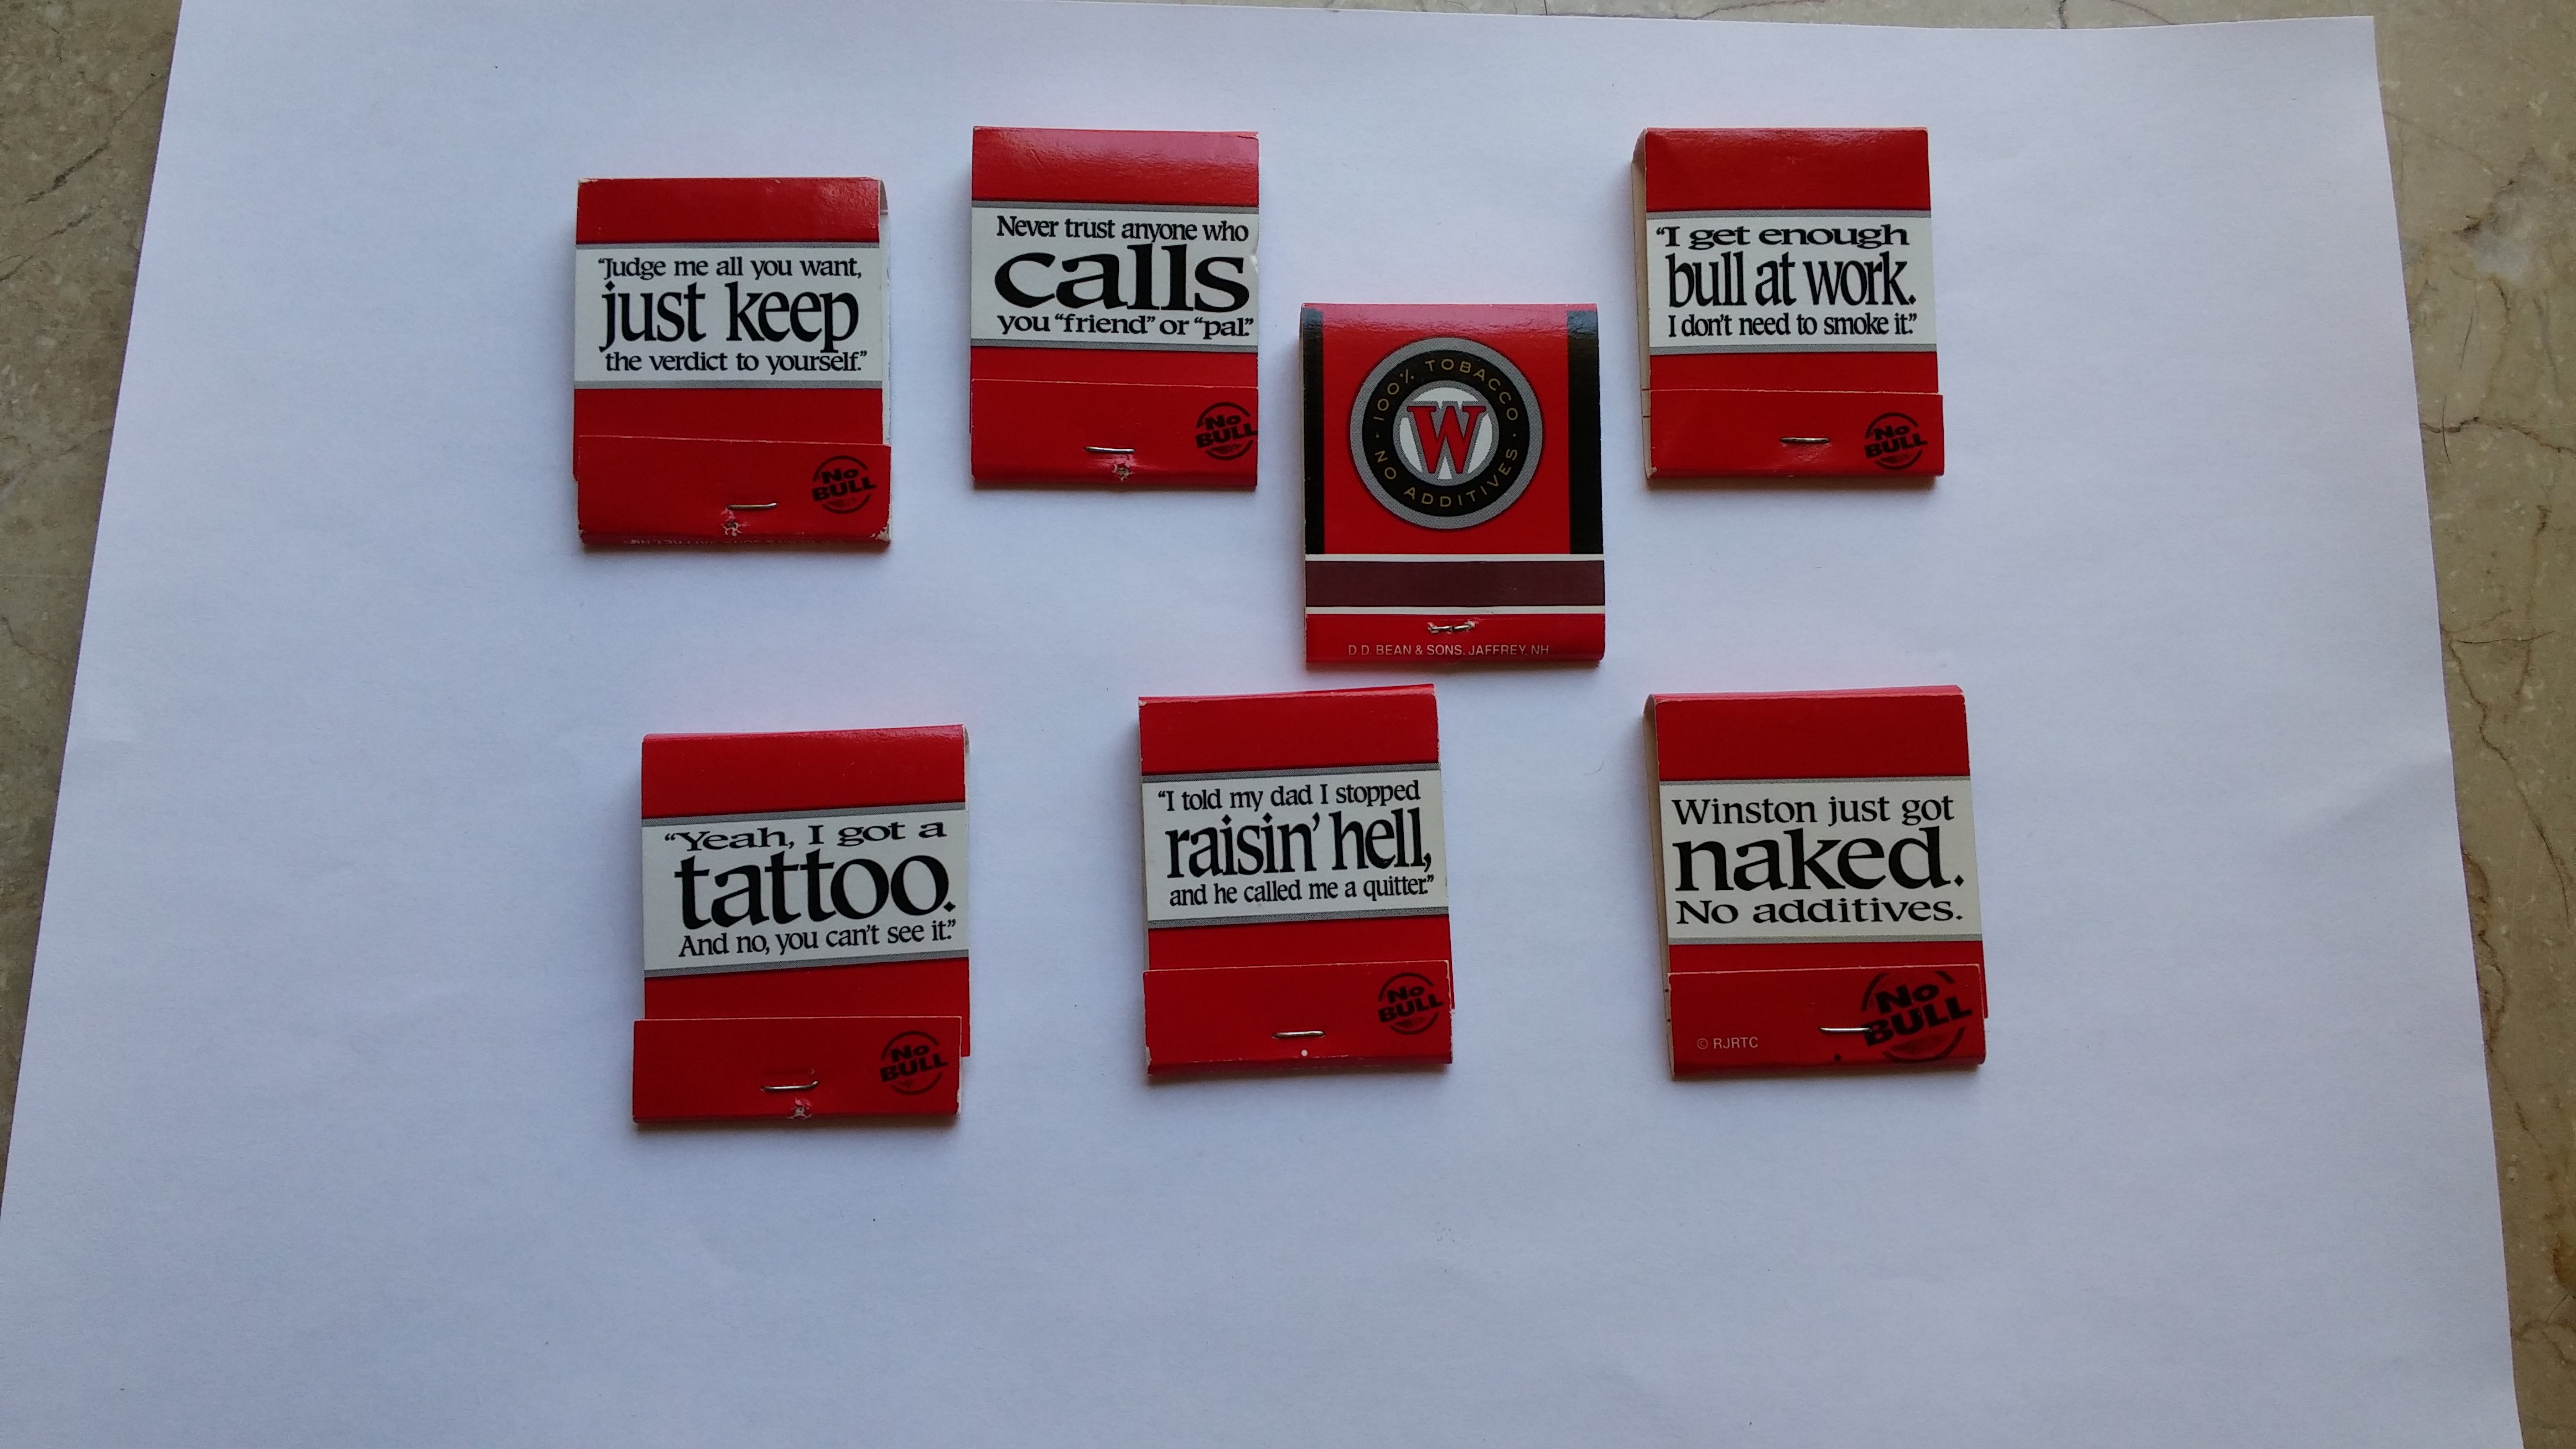 “Judge me all you want,
just keep
the verdict to yourself.”
No
BULL
Never trust anyone who
calls
you “friend” or “pal.”
No
BULL
100% TOBACCO
W
NO ADDITIVES
D.D. BEAN & SONS, JAFFREY, NH
“I get enough
bull at work.
I don't need to smoke it.”
No
BULL
“Yeah, I got a
tattoo.
And no, you can't see it.”
No
BULL
“I told my dad I stopped
raisin' hell,
and he called me a quitter.”
No
BULL
Winston just got
naked.
No additives.
No
BULL
© RJRTC